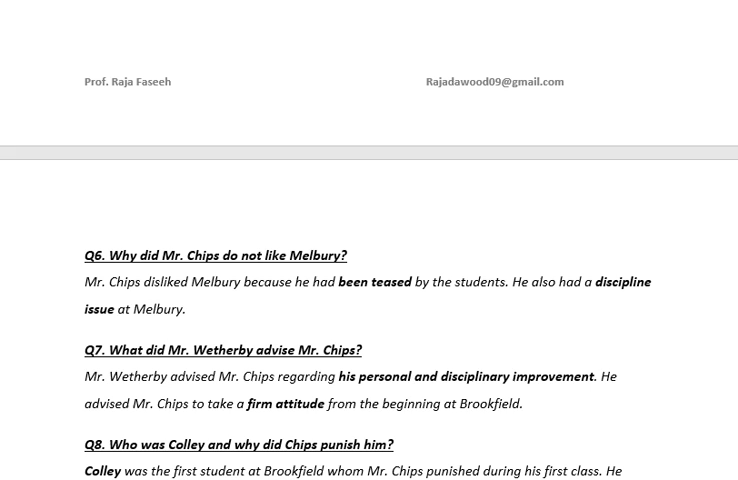 Prof. Raja Faseeh Rajadawood09@gmail.com
Q6. Why did Mr. Chips do not like Melbury?
Mr. Chips disliked Melbury because he had been teased by the students. He also had a discipline
issue at Melbury.
Q7. What did Mr. Wetherby advise Mr. Chips?
Mr. Wetherby advised Mr. Chips regarding his personal and disciplinary improvement. He
advised Mr. Chips to take a firm attitude from the beginning at Brookfield.
Q8. Who was Colley and why did Chips punish him?
Colley was the first student at Brookfield whom Mr. Chips punished during his first class. He